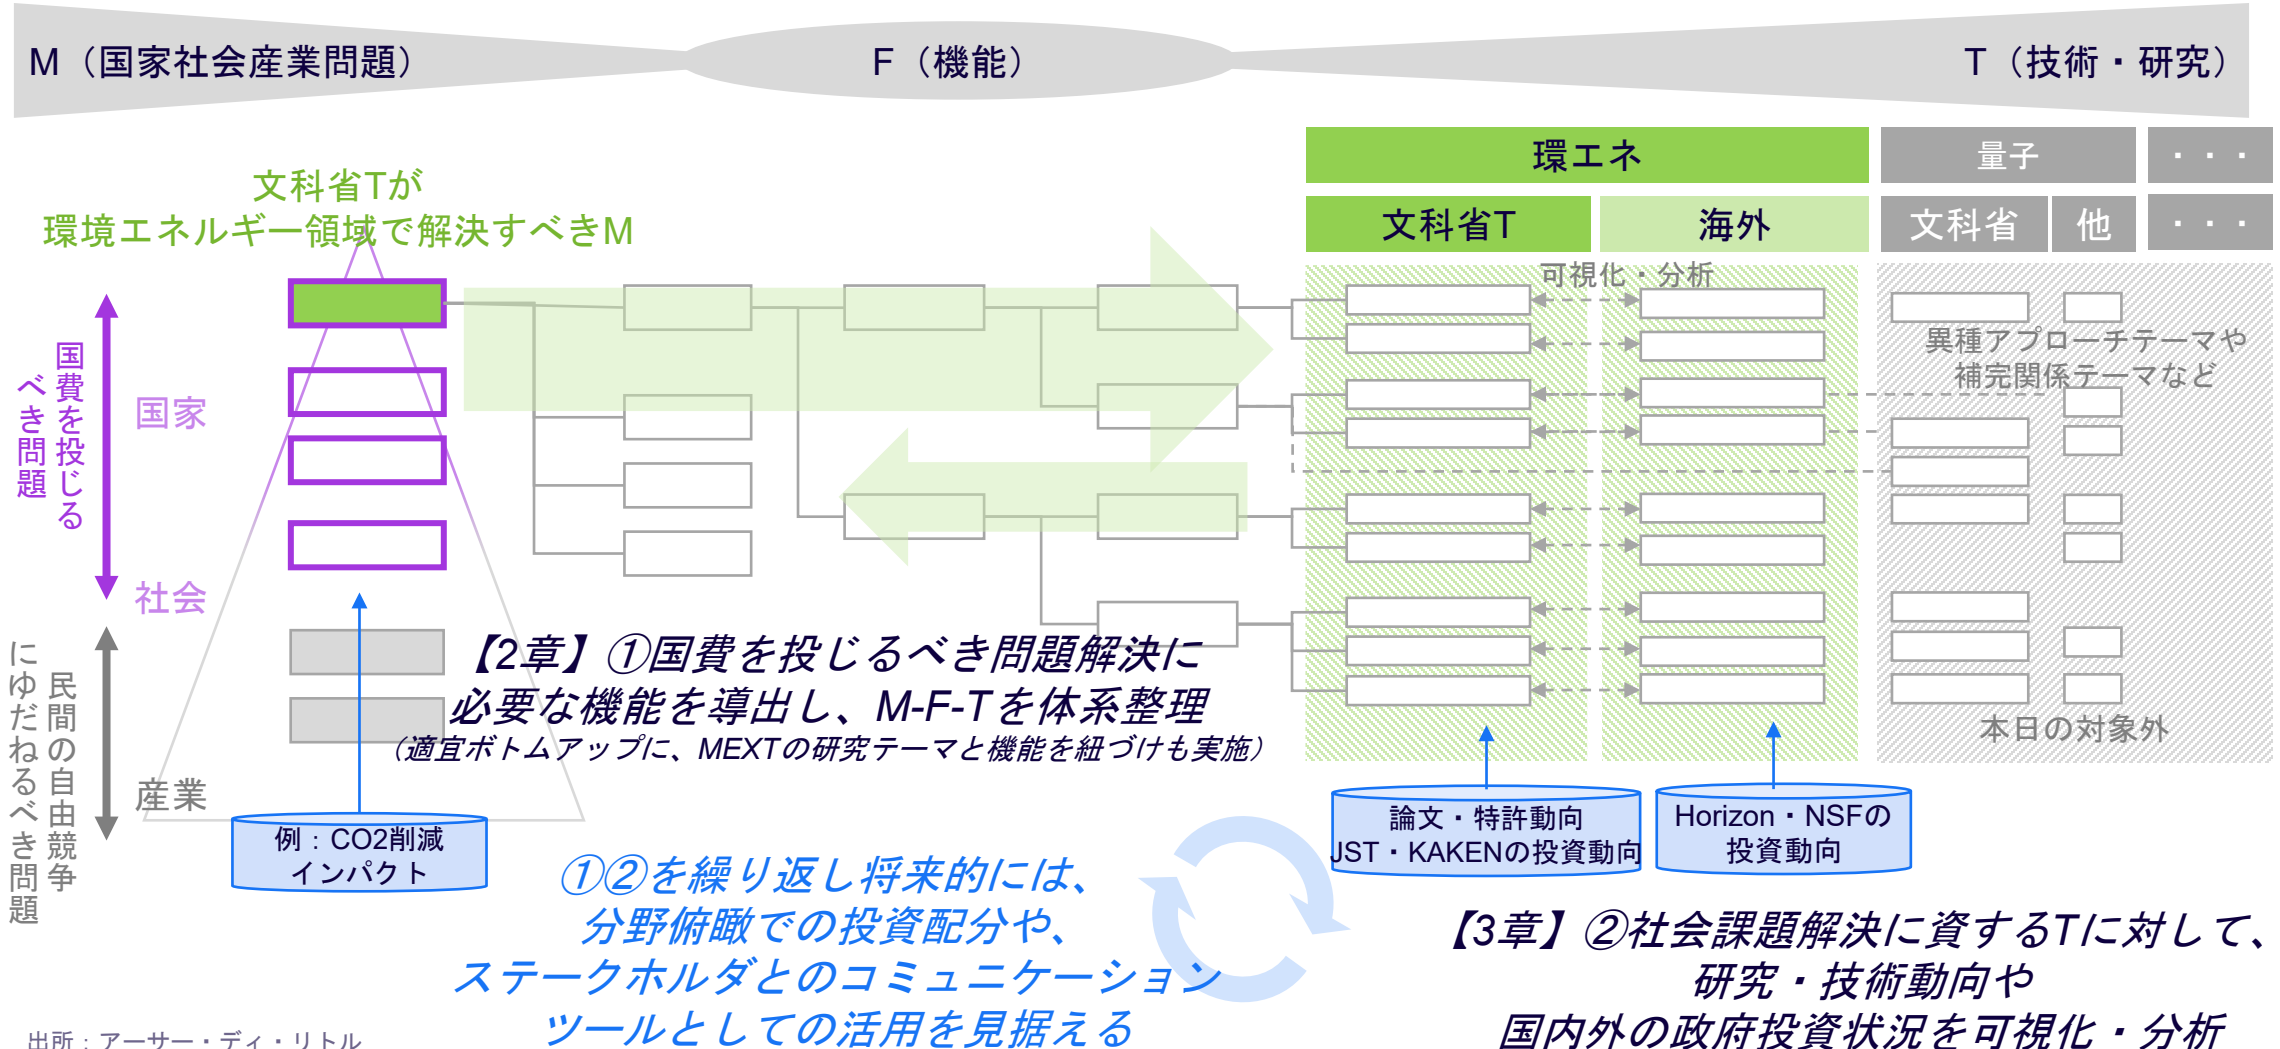 M（国家社会産業問題）
F（機能）
T（技術・研究）
環エネ
量子
・・・
文科省T
海外
文科省
他
・・・
文科省Tが
環境エネルギー領域で解決すべきM
可視化・分析
異種アプローチテーマや
補完関係テーマなど
国費を投じる
べき問題
国家
社会
産業
民間の自由競争
にゆだねるべき問題
【2章】①国費を投じるべき問題解決に
必要な機能を導出し、M-F-Tを体系整理
（適宜ボトムアップに、MEXTの研究テーマと機能を紐づけも実施）
本日の対象外
例：CO2削減
インパクト
論文・特許動向
JST・KAKENの投資動向
Horizon・NSFの
投資動向
①②を繰り返し将来的には、
分野俯瞰での投資配分や、
ステークホルダとのコミュニケーション
ツールとしての活用を見据える
【3章】②社会課題解決に資するTに対して、
研究・技術動向や
国内外の政府投資状況を可視化・分析
出所：アーサー・ディ・リトル